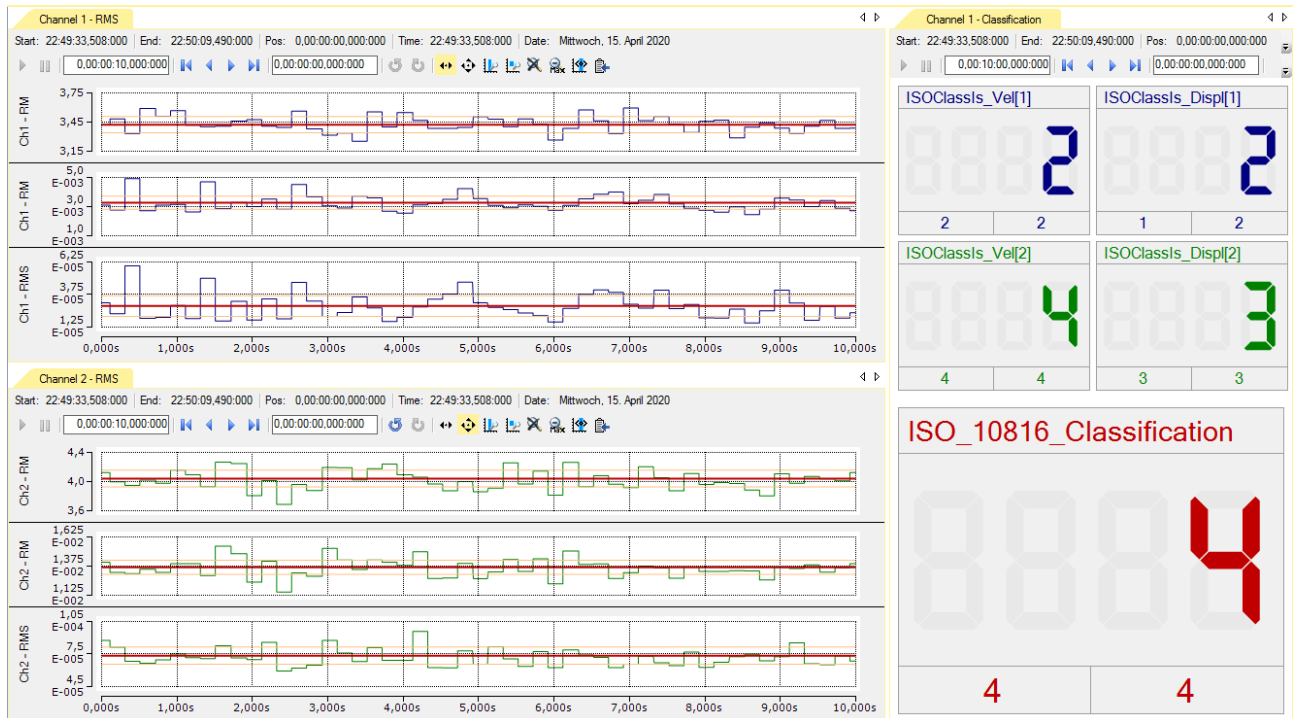 Channel 1 - RMS
Start: 22:49:33,508:000 End: 22:50:09,490:000 Pos: 0,00:00:00,000:000 Time: 22:49:33,508:000 Date: Mittwoch, 15. April 2020
0,00:00:10,000:000 0,00:00:00,000:000
Ch1 - RM
3,75
3,45
3,15
Ch1 - RM
5,0
E-003
3,0
E-003
1,0
E-003
Ch1 - RMS
6,25
E-005
3,75
E-005
1,25
E-005
0,000s 1,000s 2,000s 3,000s 4,000s 5,000s 6,000s 7,000s 8,000s 9,000s 10,000s
Channel 2 - RMS
Start: 22:49:33,508:000 End: 22:50:09,490:000 Pos: 0,00:00:00,000:000 Time: 22:49:33,508:000 Date: Mittwoch, 15. April 2020
0,00:00:10,000:000 0,00:00:00,000:000
Ch2 - RM
4,4
4,0
3,6
Ch2 - RM
1,625
E-002
1,375
E-002
1,125
E-002
Ch2 - RMS
1,05
E-004
7,5
E-005
4,5
E-005
0,000s 1,000s 2,000s 3,000s 4,000s 5,000s 6,000s 7,000s 8,000s 9,000s 10,000s
Channel 1 - Classification
Start: 22:49:33,508:000 End: 22:50:09,490:000 Pos: 0,00:00:00,000:000
0,00:10:00,000:000 0,00:00:00,000:000
ISOClassIs_Vel[1] ISOClassIs_Displ[1]
2 2
2 2 1 2
ISOClassIs_Vel[2] ISOClassIs_Displ[2]
4 3
4 4 3 3
ISO_10816_Classification
4
4 4